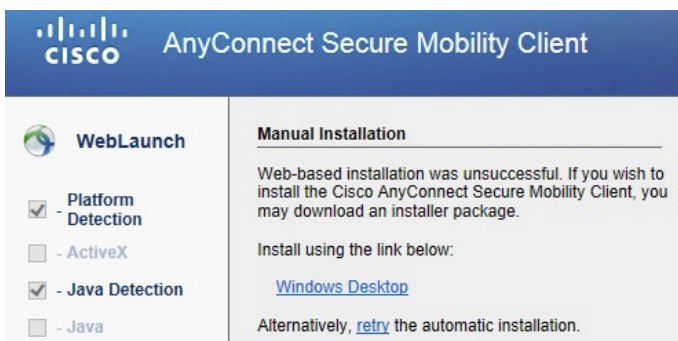 CISCO
AnyConnect Secure Mobility Client
WebLaunch
- Platform
Detection
- ActiveX
- Java Detection
- Java
Manual Installation
Web-based installation was unsuccessful. If you wish to
install the Cisco AnyConnect Secure Mobility Client, you
may download an installer package.
Install using the link below:
Windows Desktop
Alternatively, retry the automatic installation.